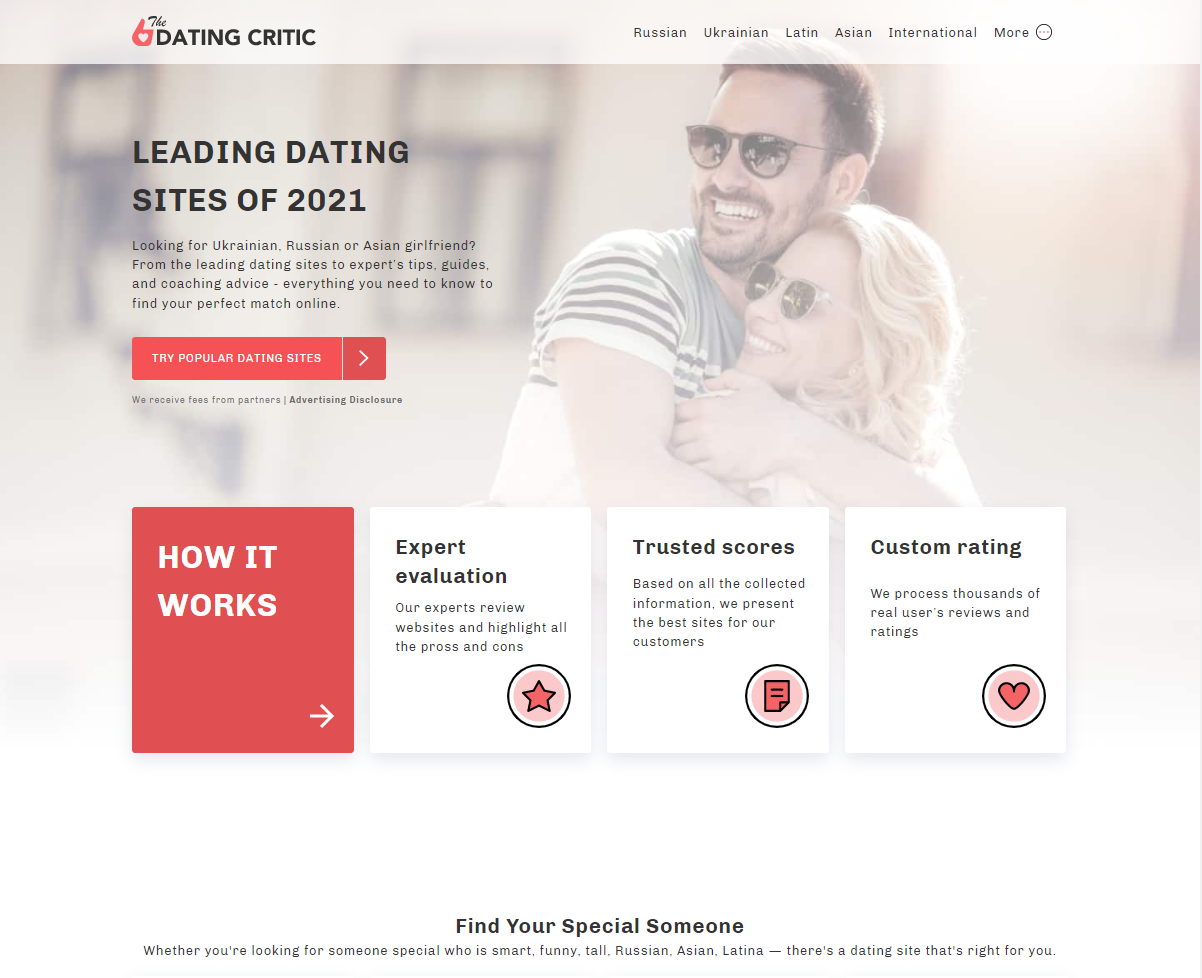 The
DATING CRITIC
Russian Ukrainian Latin Asian International More
LEADING DATING
SITES OF 2021
Looking for Ukrainian, Russian or Asian girlfriend?
From the leading dating sites to expert's tips, guides,
and coaching advice - everything you need to know to
find your perfect match online.
TRY POPULAR DATING SITES
We receive fees from partners | Advertising Disclosure
HOW IT
WORKS
Expert
evaluation
Our experts review
websites and highlight all
the pross and cons
Trusted scores
Based on all the collected
information, we present
the best sites for our
customers
Custom rating
We process thousands of
real user's reviews and
ratings
Find Your Special Someone
Whether you're looking for someone special who is smart, funny, tall, Russian, Asian, Latina — there's a dating site that's right for you.